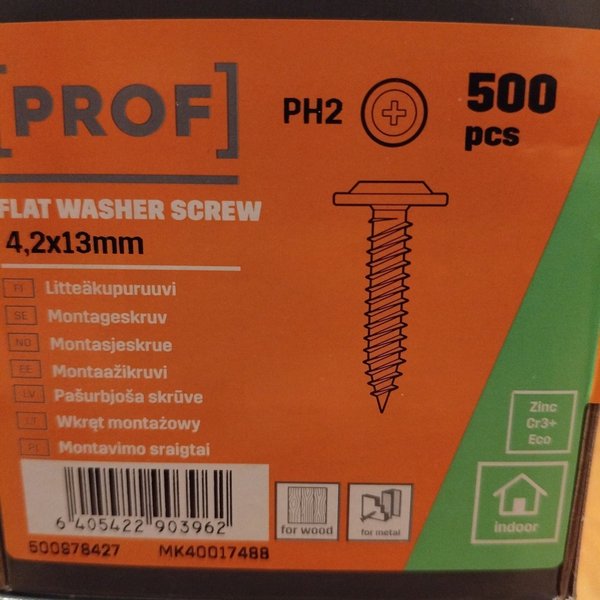 [PROF]
PH2
500
pcs
FLAT WASHER SCREW
4,2x13mm
FI Litteäkupuruuvi
SE Montageskruv
NO Montasjeskrue
EE Montaažikruvi
LV Pašurbjoša skrūve
LT Wkręt montażowy
PL Montavimo sraigtai
Zinc
Cr3+
Eco
for wood
for metal
indoor
6 405422 903962
500978427 MK40017488